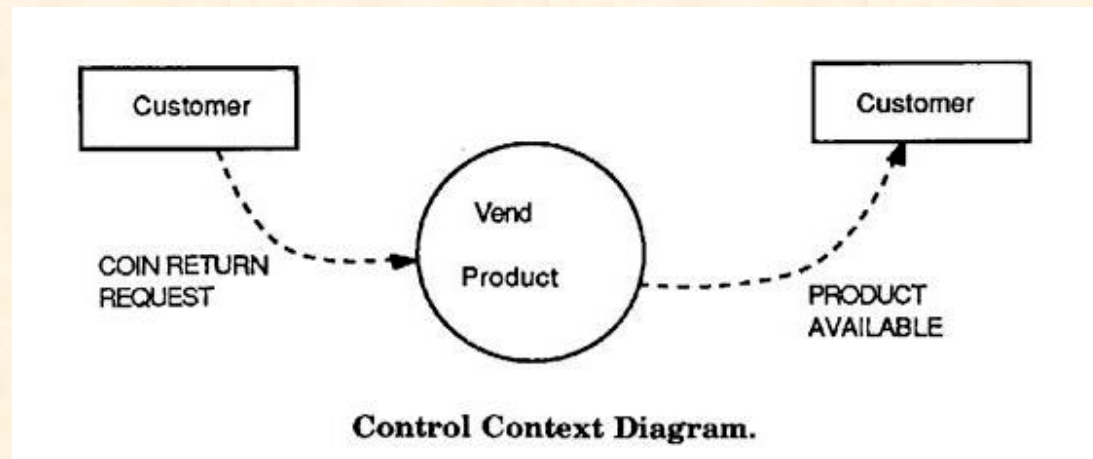 Customer
Customer
Vend
Product
COIN RETURN
REQUEST
PRODUCT
AVAILABLE
Control Context Diagram.